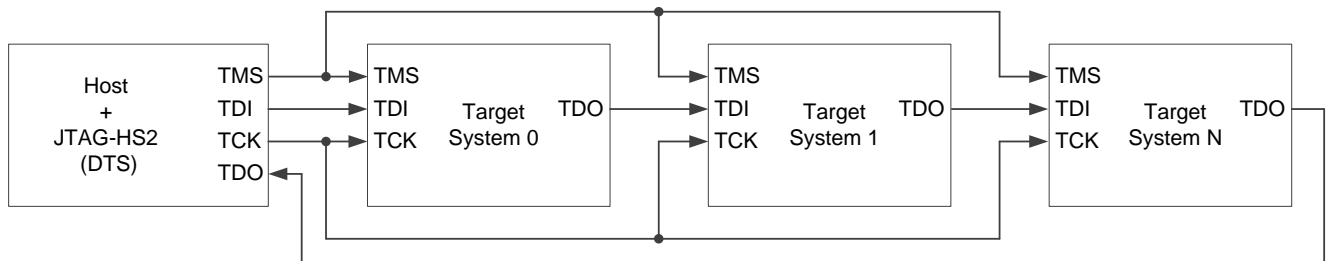 Host
+
JTAG-HS2
(DTS)
TMS
TDI
TCK
TDO
TMS
TDI
TCK
Target
System 0
TDO
TMS
TDI
TCK
Target
System 1
TDO
TMS
TDI
TCK
Target
System N
TDO